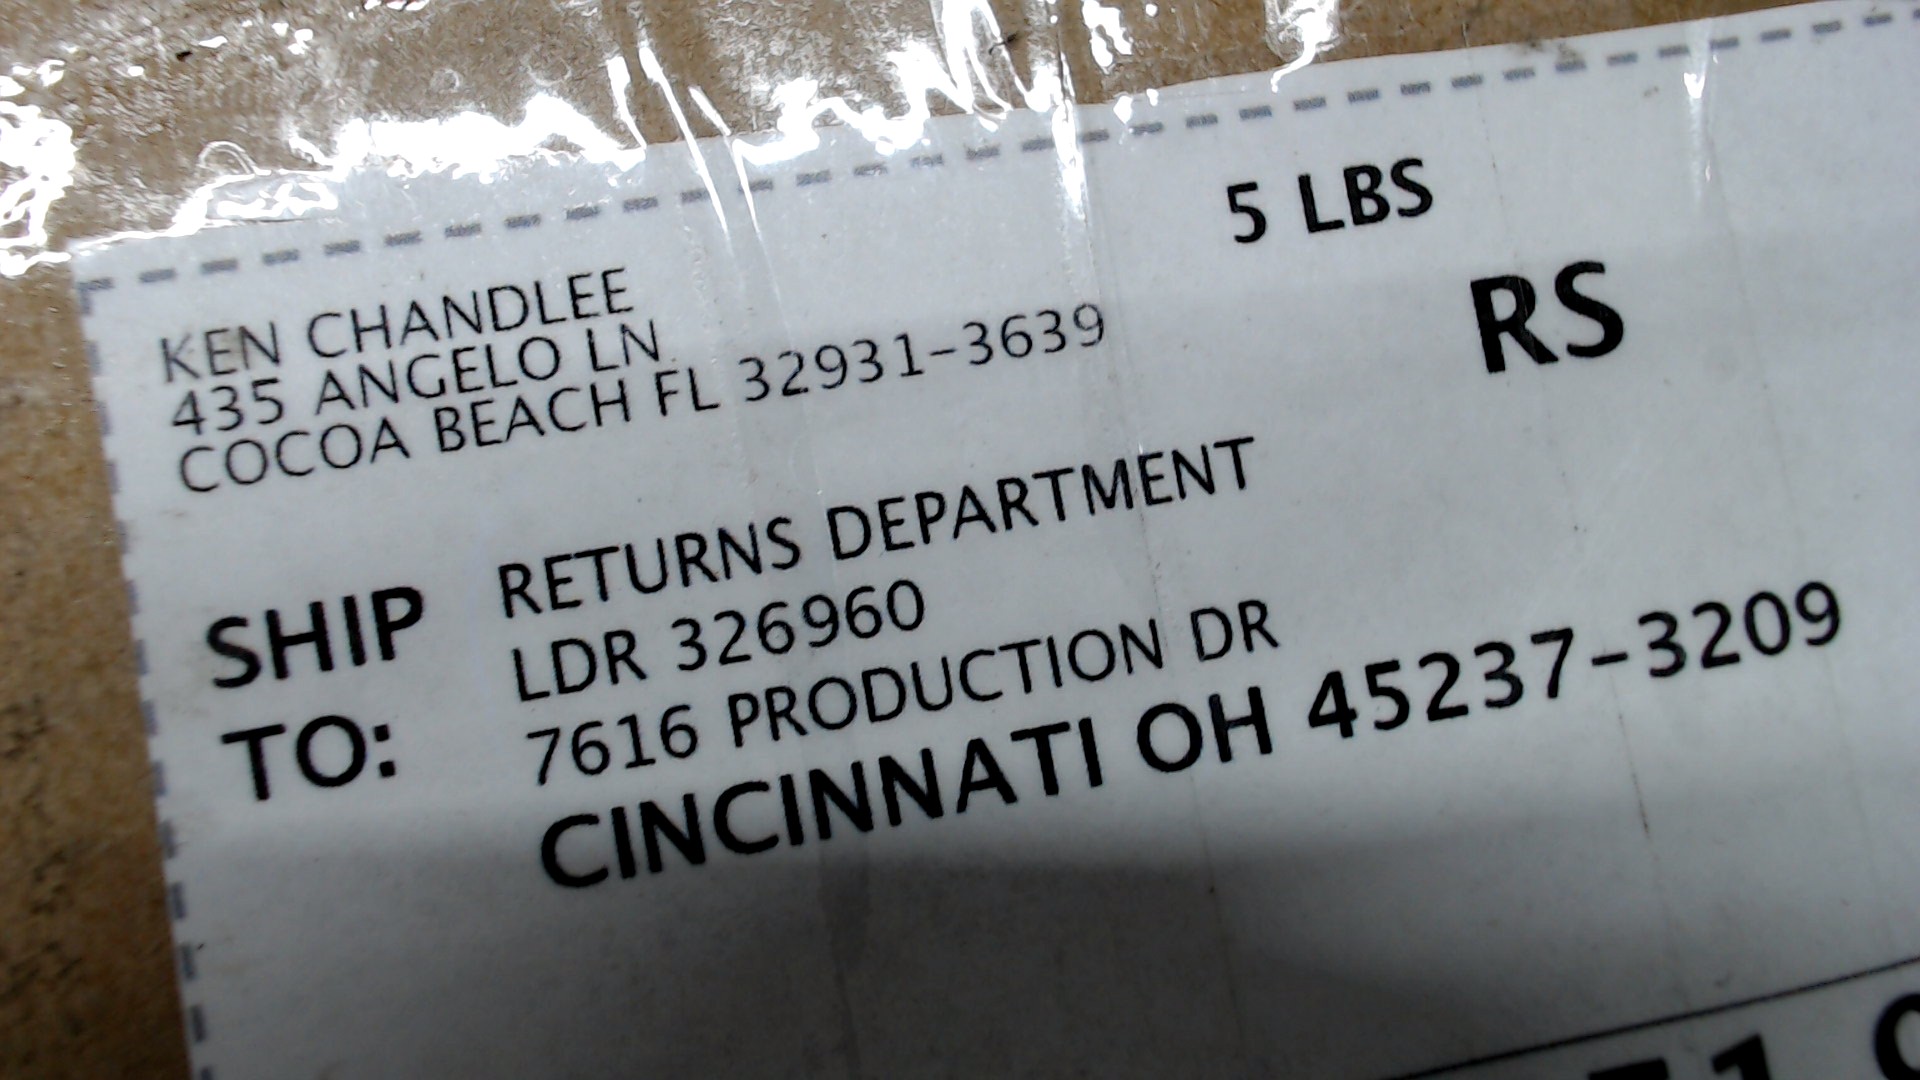 5 LBS
RS
KEN CHANDLEE
435 ANGELO LN
COCOA BEACH FL 32931-3639
SHIP TO:
RETURNS DEPARTMENT
LDR 326960
7616 PRODUCTION DR
CINCINNATI OH 45237-3209